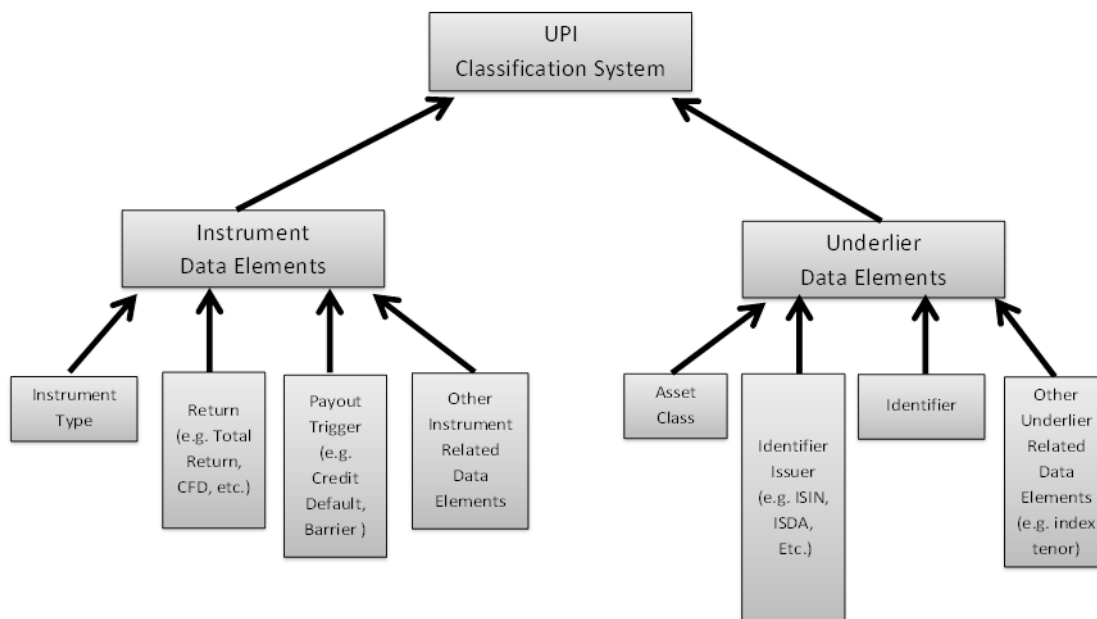 UPI
Classification System
Instrument
Data Elements
Underlier
Data Elements
Instrument
Type
Return
(e.g. Total
Return,
CFD, etc.)
Payout
Trigger
(e.g.
Credit
Default,
Barrier )
Other
Instrument
Related
Data
Elements
Asset
Class
Identifier
Issuer
(e.g. ISIN,
ISDA,
Etc.)
Identifier
Other
Underlier
Related
Data
Elements
(e.g. index
tenor)